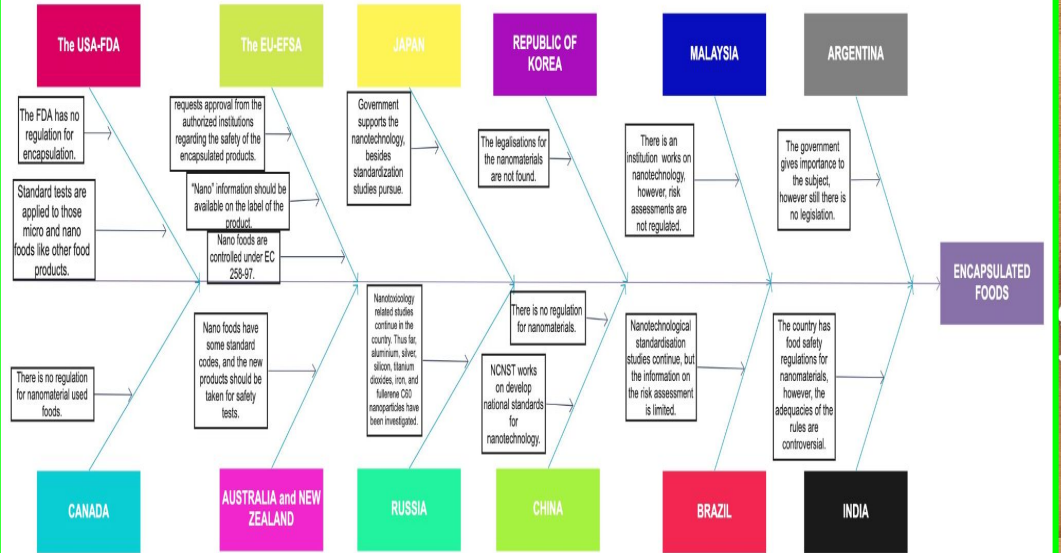 The USA-FDA
The EU-EFSA
JAPAN
REPUBLIC OF
KOREA
MALAYSIA
ARGENTINA
The FDA has no
regulation for
encapsulation.
Standard tests are
applied to those
micro and nano
foods like other food
products.
requests approval from the
authorized institutions
regarding the safety of the
encapsulated products.
"Nano" information should be
available on the label of the
product.
Nano foods are
controlled under EC
258-97.
Government
supports the
nanotechnology,
besides
standardization
studies pursue.
The legalisations for
the nanomaterials
are not found.
There is an
institution works on
nanotechnology,
however, risk
assessments are
not regulated.
The government
gives importance to
the subject,
however still there is
no legislation.
ENCAPSULATED
FOODS
There is no regulation
for nanomaterial used
foods.
Nano foods have
some standard
codes, and the new
products should be
taken for safety
tests.
Nanotoxicology
related studies
continue in the
country. Thus far,
aluminium, silver,
silicon, titanium
dioxides, iron, and
fullerene C60
nanoparticles have
been investigated.
There is no regulation
for nanomaterials.
NCNST works
on develop
national standards
for
nanotechnology.
Nanotechnological
standardisation
studies continue, but
the information on
the risk assessment
is limited.
The country has
food safety
regulations for
nanomaterials,
however, the
adequacies of the
rules are
controversial.
CANADA
AUSTRALIA and NEW
ZEALAND
RUSSIA
CHINA
BRAZIL
INDIA